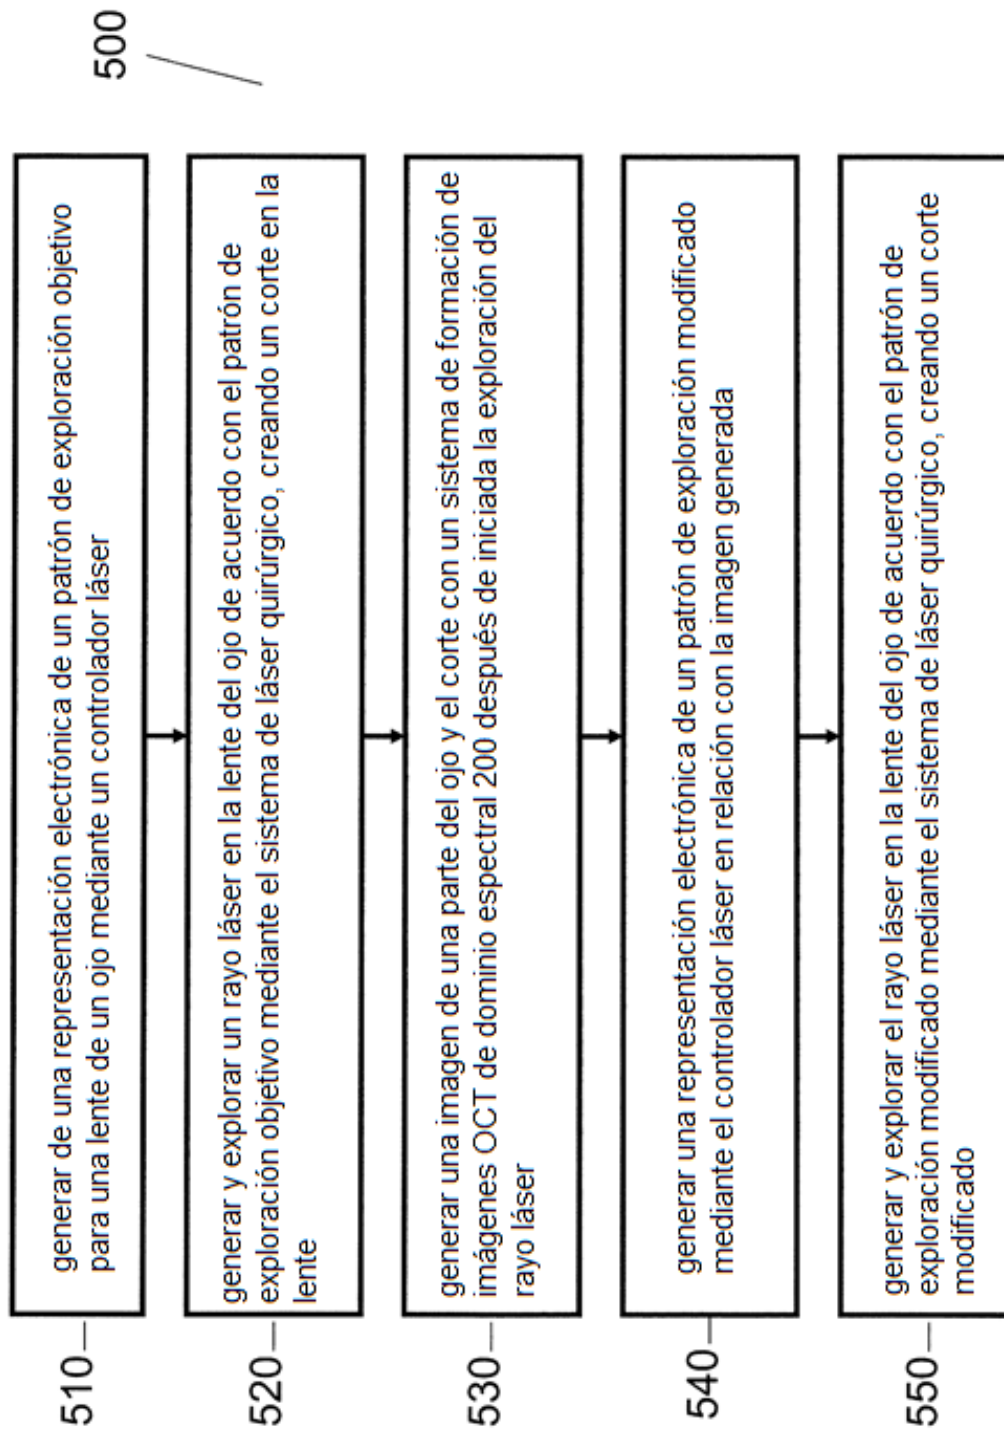 500
510
generar de una representación electrónica de un patrón de exploración objetivo
para una lente de un ojo mediante un controlador láser
520
generar y explorar un rayo láser en la lente del ojo de acuerdo con el patrón de
exploración objetivo mediante el sistema de láser quirúrgico, creando un corte en la
lente
530
generar una imagen de una parte del ojo y el corte con un sistema de formación de
imágenes OCT de dominio espectral 200 después de iniciada la exploración del
rayo láser
540
generar una representación electrónica de un patrón de exploración modificado
mediante el controlador láser en relación con la imagen generada
550
generar y explorar el rayo láser en la lente del ojo de acuerdo con el patrón de
exploración modificado mediante el sistema de láser quirúrgico, creando un corte
modificado